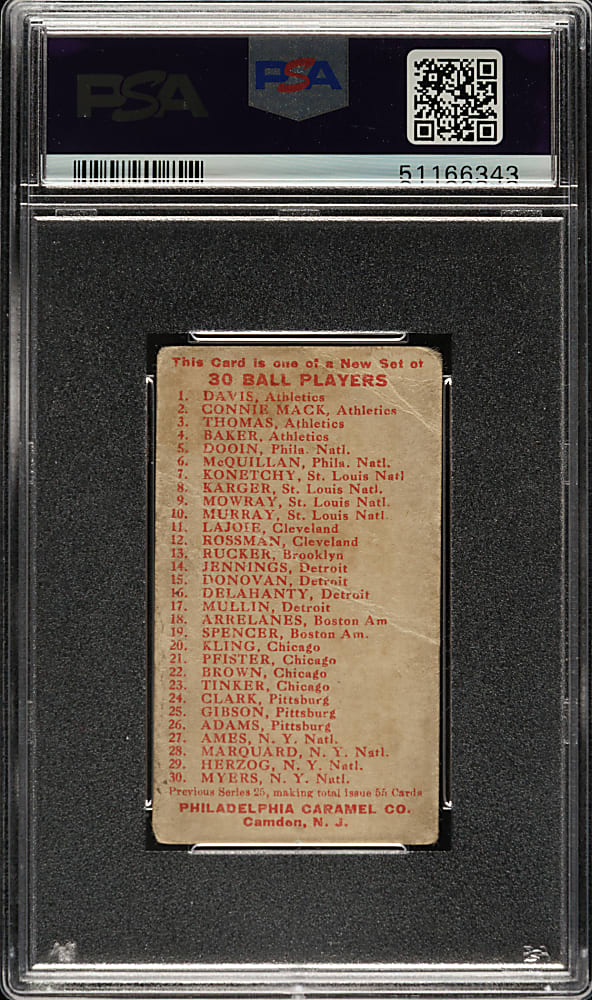 PSA
PSA
51166343
This Card is one of a New Set of
30 BALL PLAYERS
1. DAVIS, Athletics
2. CONNIE MACK, Athletics
3. THOMAS, Athletics
4. BAKER, Athletics
5. DOOIN, Phila. Natl.
6. McQUILLAN, Phila. Natl.
7. KONETCHY, St. Louis Natl
8. KARGER, St. Louis Natl.
9. MOWRAY, St. Louis Natl.
10. MURRAY, St. Louis Natl.
11. LAJOIE, Cleveland
12. ROSSMAN, Cleveland
13. RUCKER, Brooklyn
14. JENNINGS, Detroit
15. DONOVAN, Detroit
16. DELAHANTY, Detroit
17. MULLIN, Detroit
18. ARRELANES, Boston Am
19. SPENCER, Boston Am.
20. KLING, Chicago
21. PFISTER, Chicago
22. BROWN, Chicago
23. TINKER, Chicago
24. CLARK, Pittsburg
25. GIBSON, Pittsburg
26. ADAMS, Pittsburg
27. AMES, N. Y. Natl.
28. MARQUARD, N. Y. Natl.
29. HERZOG, N. Y. Natl.
30. MYERS, N. Y. Natl.
Previous Series 25, making total issue 55 Cards
PHILADELPHIA CARAMEL CO.
Camden, N. J.